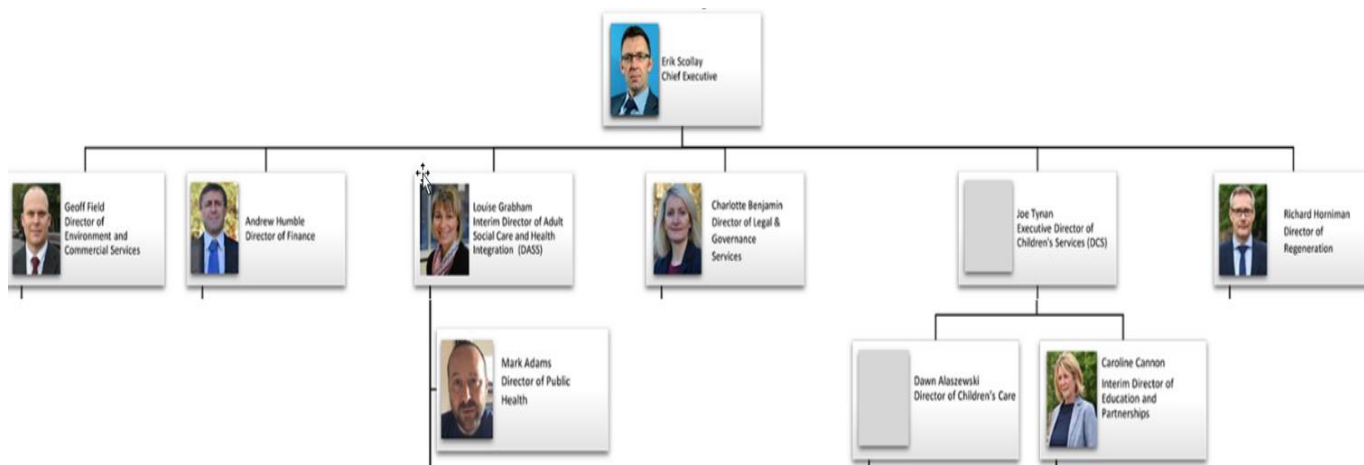 Erik Scollay
Chief Executive
Geoff Field
Director of
Environment and
Commercial Services
Andrew Humble
Director of Finance
Louise Grabham
Interim Director of Adult
Social Care and Health
Integration (DASS)
Charlotte Benjamin
Director of Legal &
Governance
Services
Joe Tynan
Executive Director of
Children's Services (DCS)
Richard Horniman
Director of
Regeneration
Mark Adams
Director of Public
Health
Dawn Alaszewski
Director of Children's Care
Caroline Cannon
Interim Director of
Education and
Partnerships